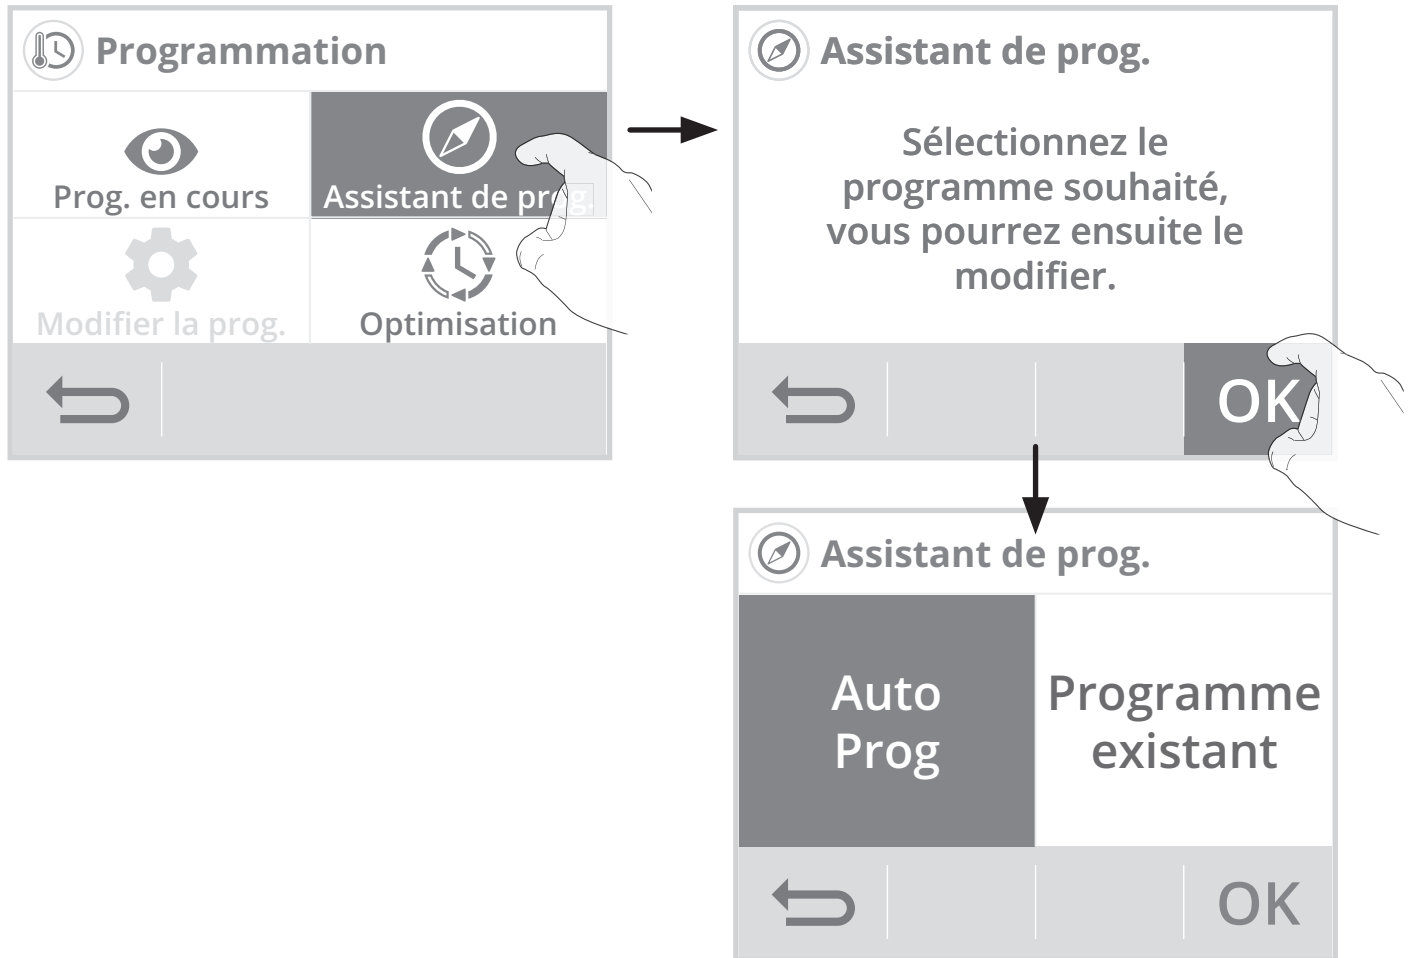 Programmation
Prog. en cours
Assistant de prog.
Modifier la prog.
Optimisation
Assistant de prog.
Sélectionnez le
programme souhaité,
vous pourrez ensuite le
modifier.
OK
Assistant de prog.
Auto
Prog
Programme
existant
OK